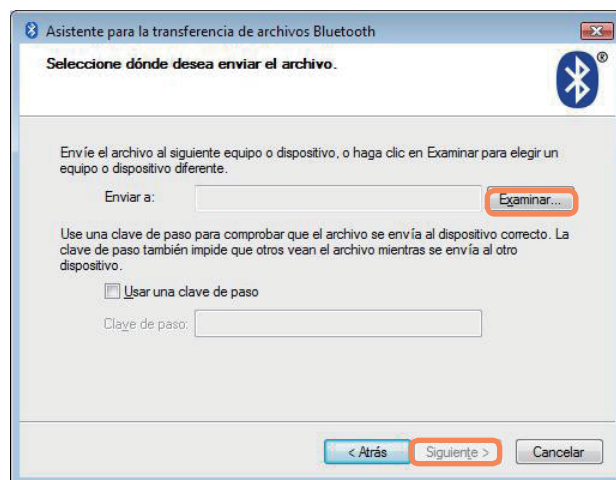 Asistente para la transferencia de archivos Bluetooth
Seleccione dónde desea enviar el archivo.
®
Envíe el archivo al siguiente equipo o dispositivo, o haga clic en Examinar para elegir un
equipo o dispositivo diferente.
Enviar a:
Examinar...
Use una clave de paso para comprobar que el archivo se envía al dispositivo correcto. La
clave de paso también impide que otros vean el archivo mientras se envía al otro
dispositivo.
Usar una clave de paso
Clave de paso:
< Atrás
Siguiente >
Cancelar